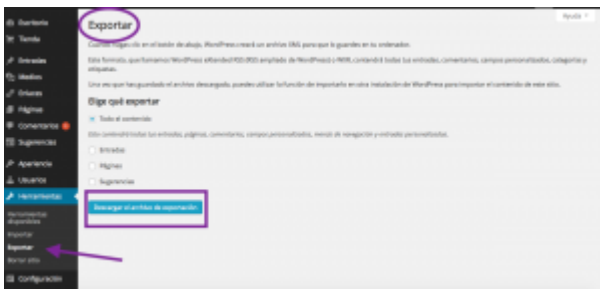 Ayuda
Escritorio
Tienda
Entradas
Medios
Enlaces
Páginas
Comentarios
Sugerencias
Apariencia
Usuarios
Herramientas
Herramientas
disponibles
Importar
Exportar
Borrar sitio
Configuración
Exportar
Cuando hagas clic en el botón de abajo, WordPress creará un archivo XML para que lo guardes en tu ordenador.
Este formato, que llamamos WordPress eXtended RSS (RSS ampliado de WordPress) o WXR, contendrá todas tus entradas, comentarios, campos personalizados, categorías y
etiquetas.
Una vez que has guardado el archivo descargado, puedes utilizar la función de importarlo en otra instalación de WordPress para importar el contenido de este sitio.
Elige qué exportar
Todo el contenido
Esto contendrá todas tus entradas, páginas, comentarios, campos personalizados, menús de navegación y entradas personalizadas.
Entradas
Páginas
Sugerencias
Descargar el archivo de exportación